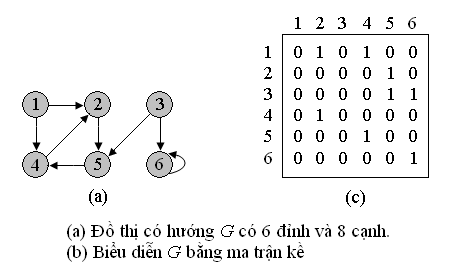 1 2 3 4 5 6
1 0 1 0 1 0 0
2 0 0 0 0 1 0
3 0 0 0 0 1 1
4 0 1 0 0 0 0
5 0 0 0 1 0 0
6 0 0 0 0 0 1
1 2 3
4 5 6
(a) (c)
(a) Đồ thị có hướng G có 6 đỉnh và 8 cạnh.
(b) Biểu diễn G bằng ma trận kề